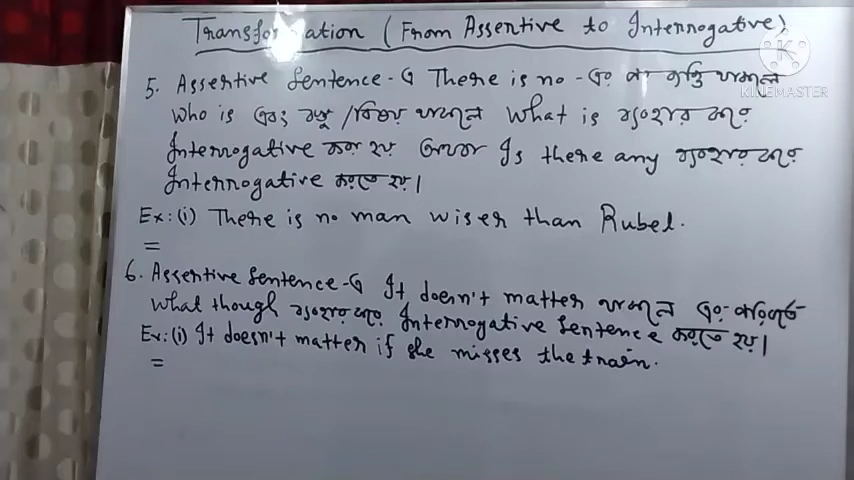 Transformation (From Assertive to Interrogative)
KINEMASTER
5. Assertive Sentence-এ There is no-এর পর ব্যক্তি থাকলে
Who is এবং বস্তু/বিষয় থাকলে What is ব্যবহার করে
Interrogative করা হয় অথবা Is there any ব্যবহার করে
Interrogative করতে হয়।
Ex: (i) There is no man wiser than Rubel.
=
6. Assertive Sentence-এ It doesn't matter থাকলে এর পরিবর্তে
What though ব্যবহার করে Interrogative Sentence করতে হয়।
Ex: (i) It doesn't matter if she misses the train.
=